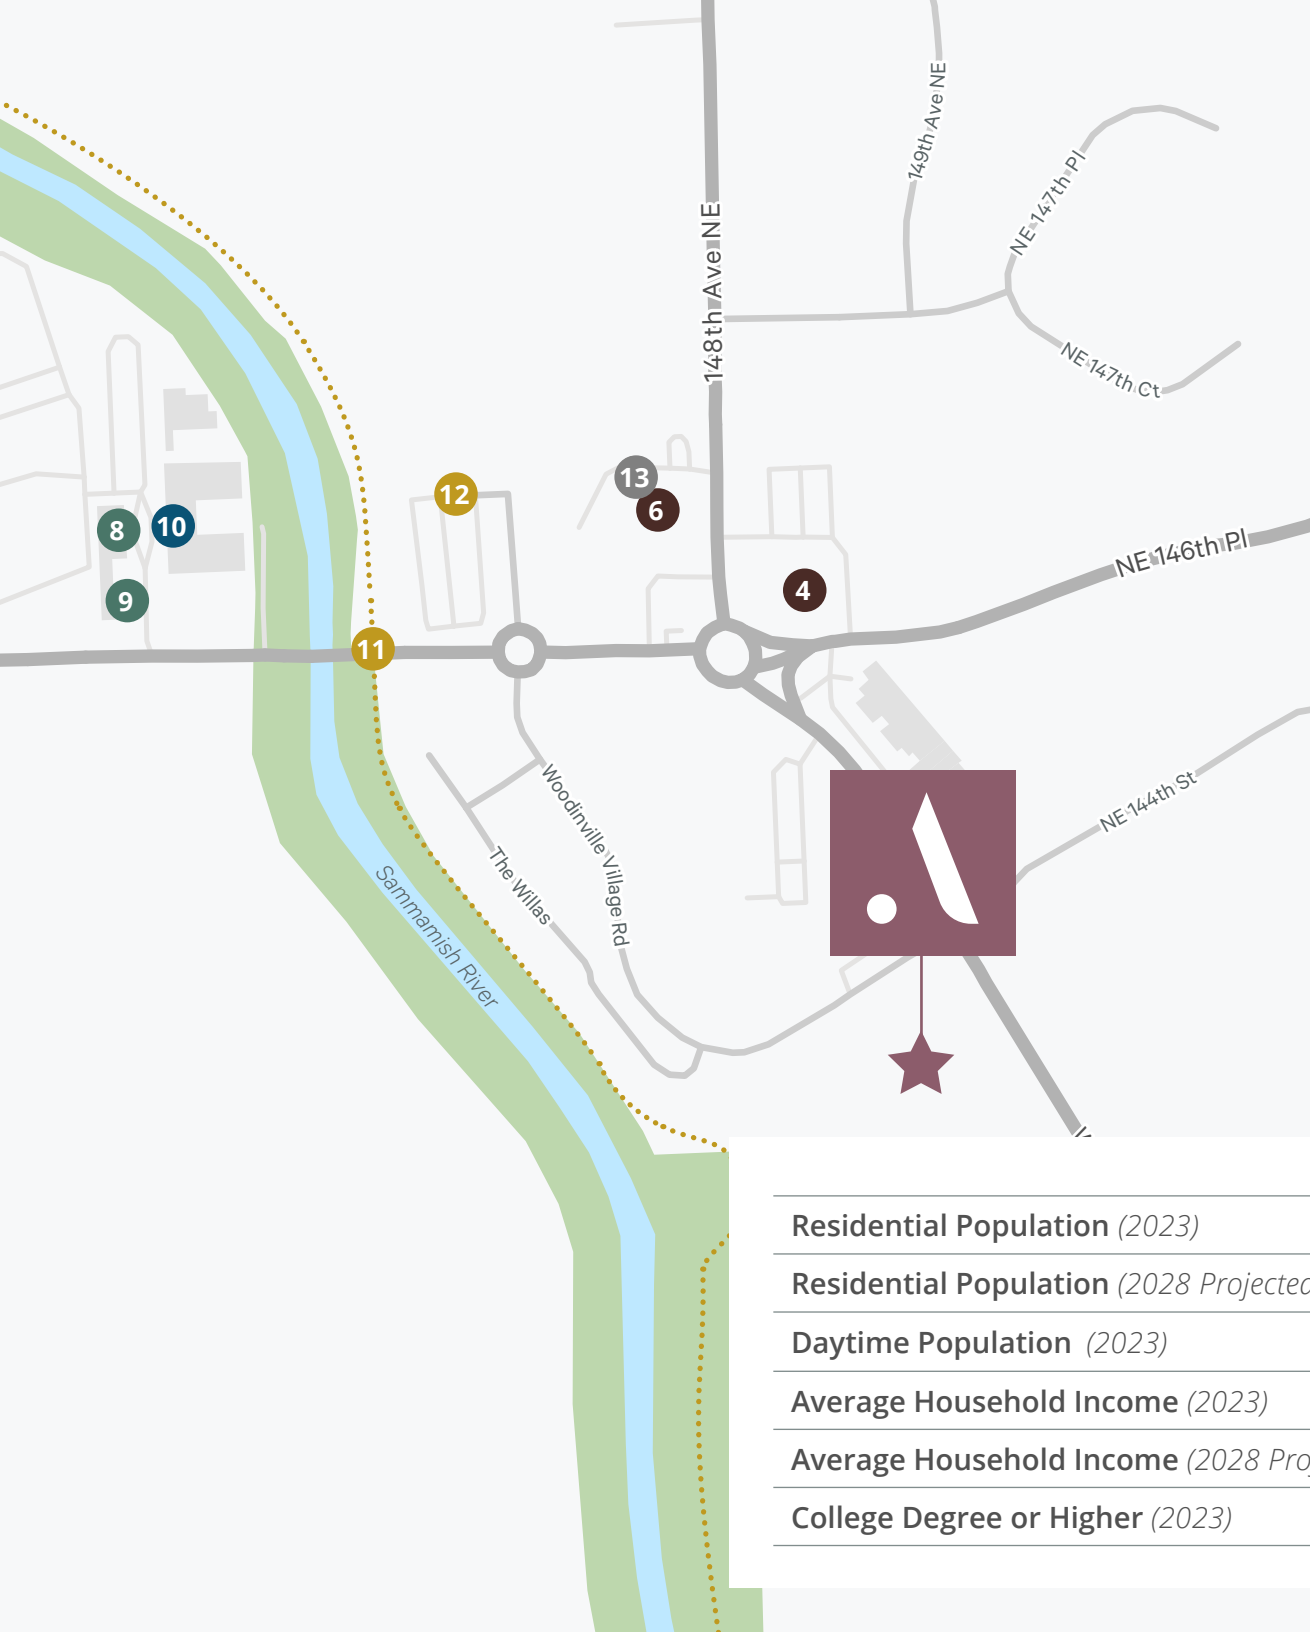 149th Ave NE
NE 147th Pl
148th Ave NE
NE 147th Ct
13
12
6
8
10
NE 146th Pl
4
9
11
Woodinville Village Rd
NE 144th St
The Willas
Sammamish River
Residential Population (2023)
Residential Population (2028 Projected
Daytime Population (2023)
Average Household Income (2023)
Average Household Income (2028 Pro
College Degree or Higher (2023)